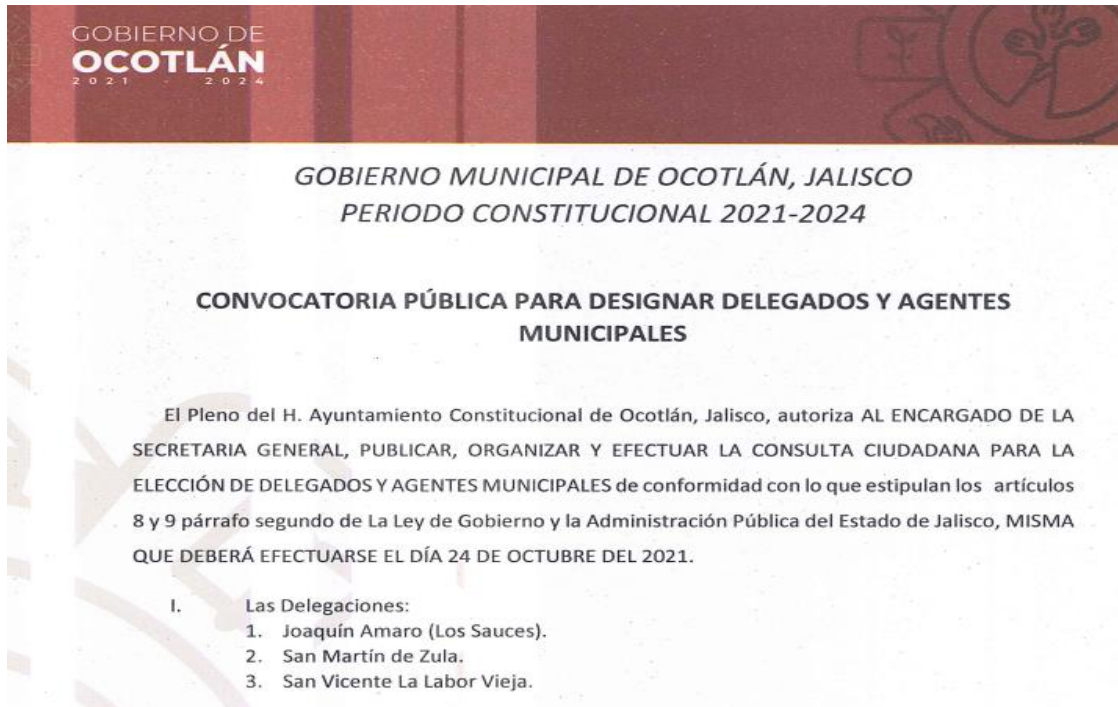 GOBIERNO DE
OCOTLÁN
2021 - 2024
GOBIERNO MUNICIPAL DE OCOTLÁN, JALISCO
PERIODO CONSTITUCIONAL 2021-2024
CONVOCATORIA PÚBLICA PARA DESIGNAR DELEGADOS Y AGENTES
MUNICIPALES
El Pleno del H. Ayuntamiento Constitucional de Ocotlán, Jalisco, autoriza AL ENCARGADO DE LA
SECRETARIA GENERAL, PUBLICAR, ORGANIZAR Y EFECTUAR LA CONSULTA CIUDADANA PARA LA
ELECCIÓN DE DELEGADOS Y AGENTES MUNICIPALES de conformidad con lo que estipulan los artículos
8 y 9 párrafo segundo de La Ley de Gobierno y la Administración Pública del Estado de Jalisco, MISMA
QUE DEBERÁ EFECTUARSE EL DÍA 24 DE OCTUBRE DEL 2021.
I. Las Delegaciones:
1. Joaquín Amaro (Los Sauces).
2. San Martín de Zula.
3. San Vicente La Labor Vieja.